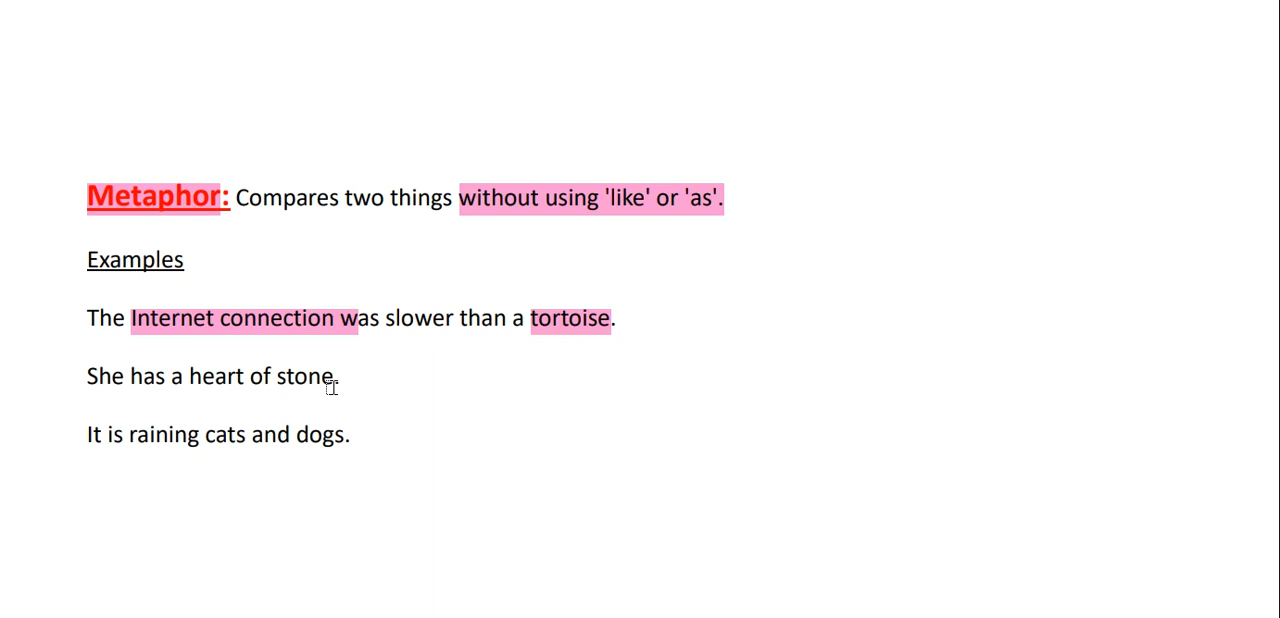 Metaphor: Compares two things without using 'like' or 'as'.
Examples
The Internet connection was slower than a tortoise.
She has a heart of stone.
It is raining cats and dogs.